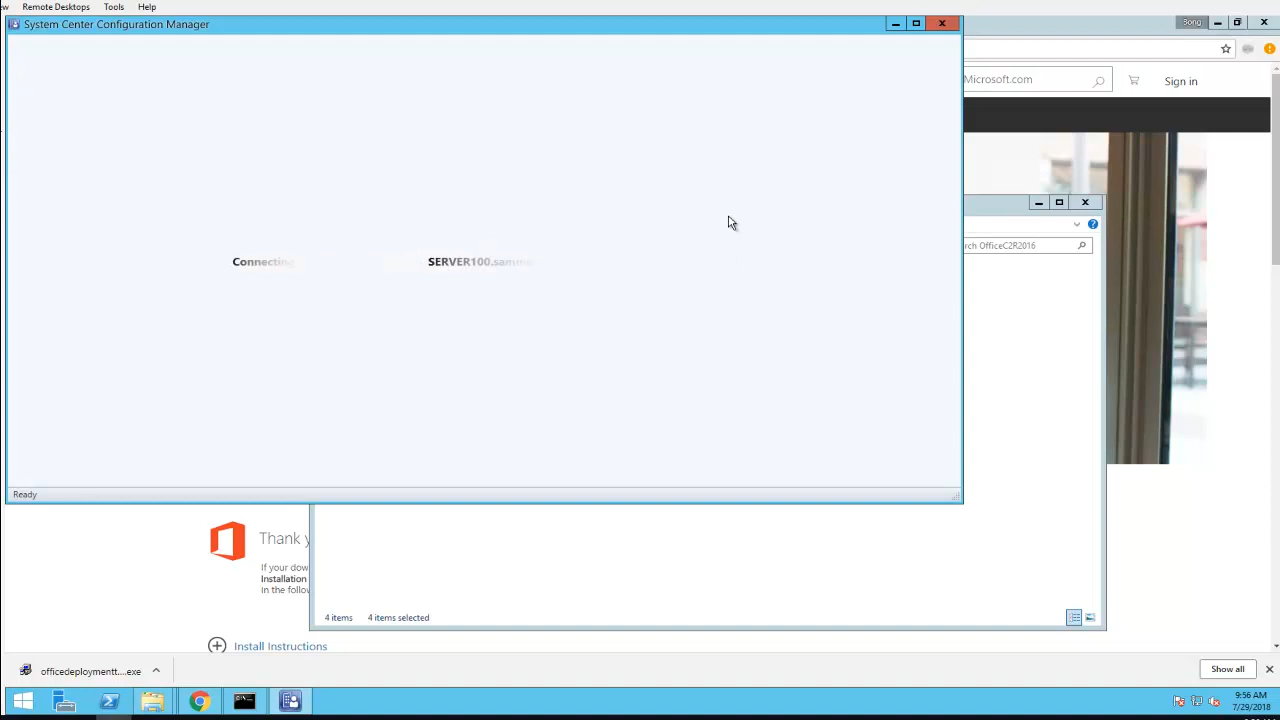 Remote Desktops Tools Help
System Center Configuration Manager
Song
Microsoft.com
Sign in
Connecting
SERVER100.samm
rch OfficeC2R2016
Ready
Thank y
If your dow
Installation
In the follo
4 items 4 items selected
Install Instructions
officedeploymentt....exe
Show all
9:56 AM
7/29/2018